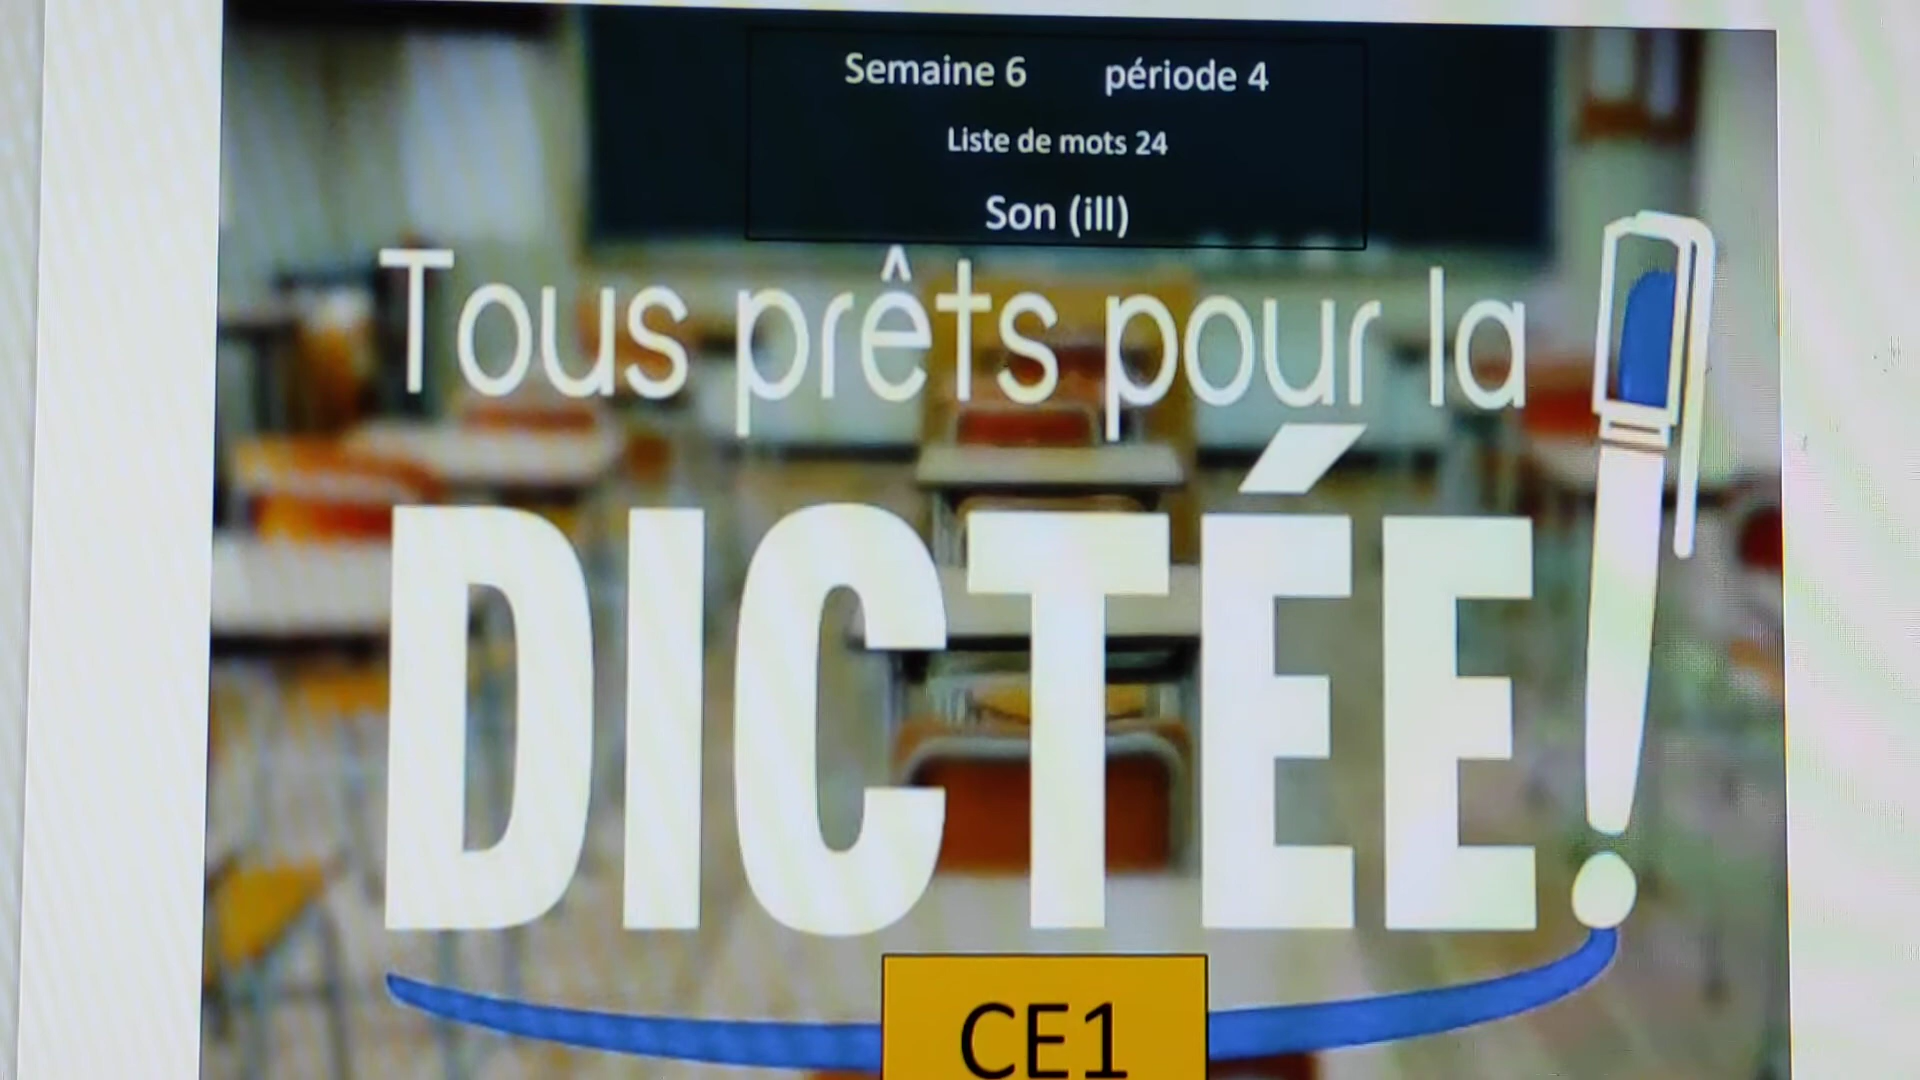 Semaine 6 période 4
Liste de mots 24
Son (ill)
Tous prêts pour la
DICTÉE!
CE1